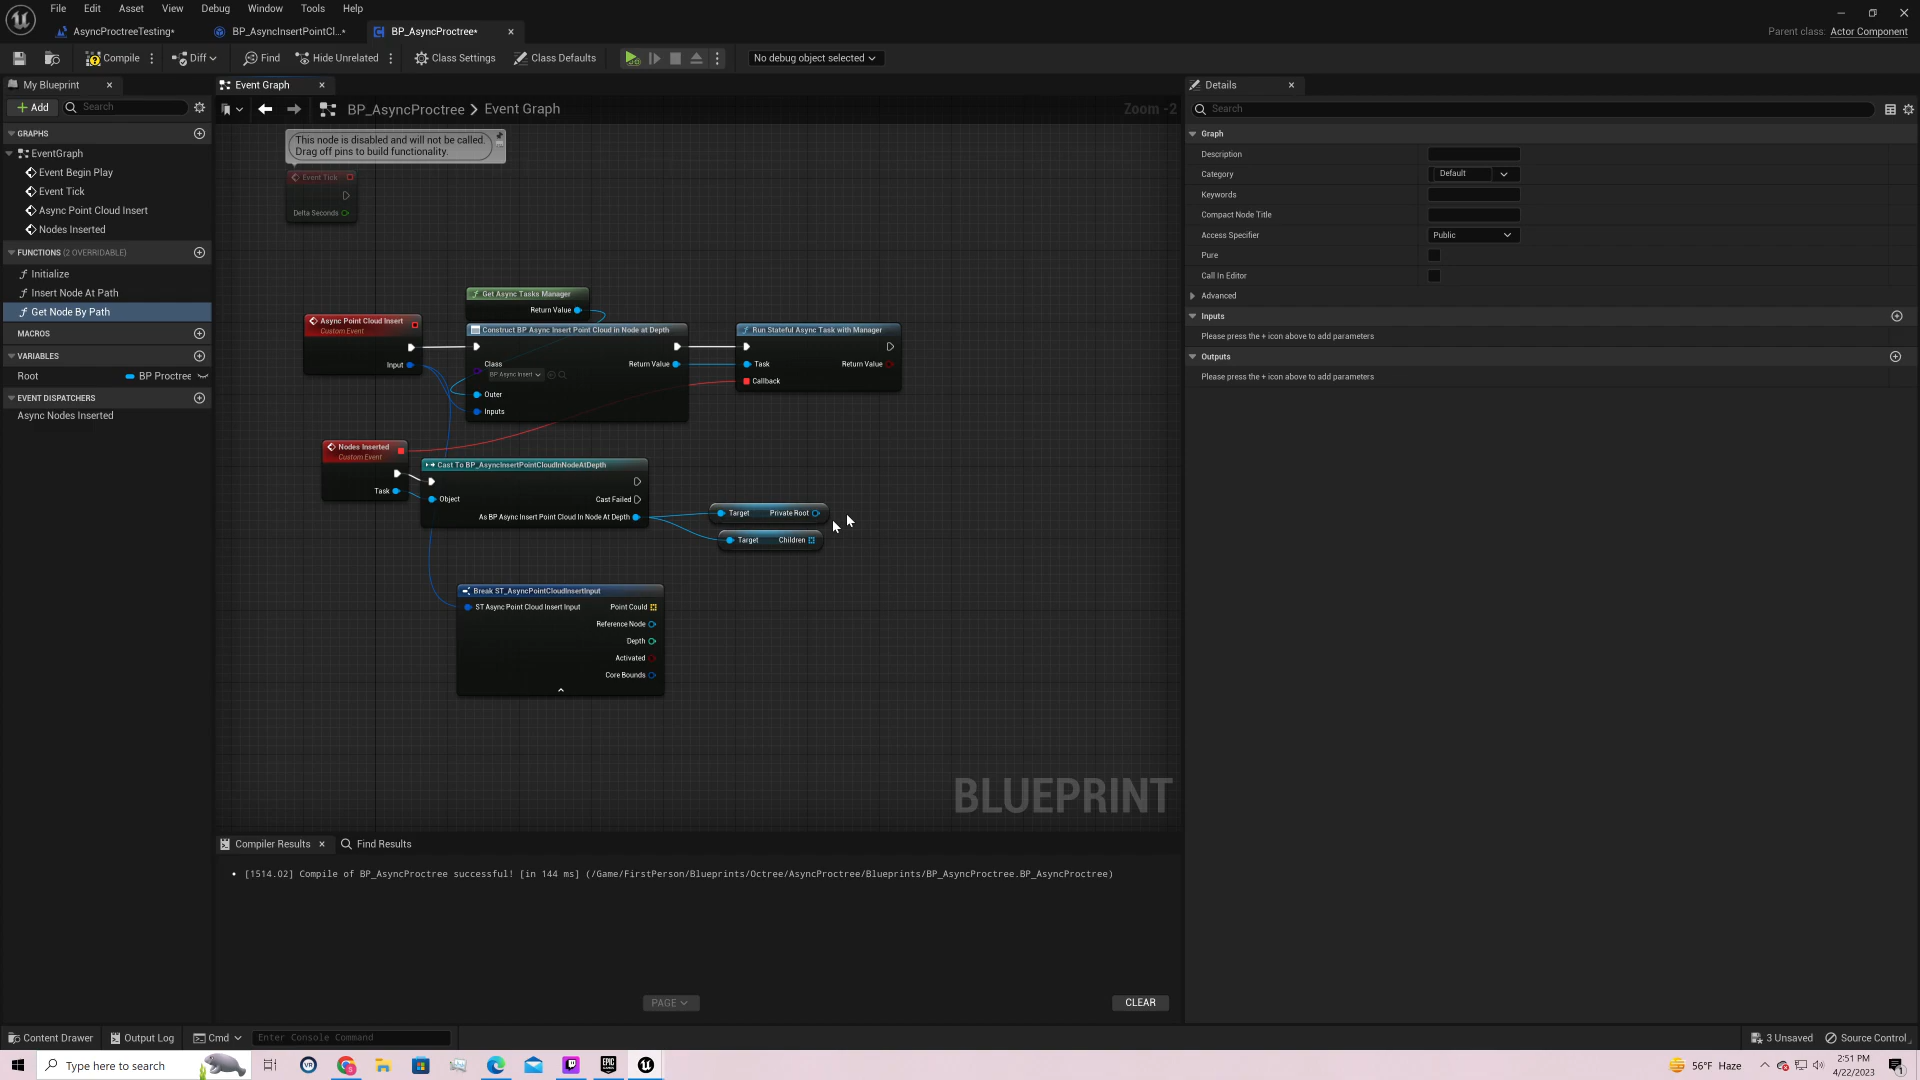 File Edit Asset View Debug Window Tools Help
AsyncProctreeTesting* BP_AsyncInsertPointCl...* BP_AsyncProctree*
Parent class: Actor Component
Compile Diff Find Hide Unrelated Class Settings Class Defaults No debug object selected
My Blueprint
Add Search
GRAPHS
EventGraph
Event Begin Play
Event Tick
Async Point Cloud Insert
Nodes Inserted
FUNCTIONS (2 OVERRIDABLE)
Initialize
Insert Node At Path
Get Node By Path
MACROS
VARIABLES
Root BP Proctree
EVENT DISPATCHERS
Async Nodes Inserted
Event Graph
BP_AsyncProctree > Event Graph
Zoom -2
This node is disabled and will not be called.
Drag off pins to build functionality.
Event Tick
Delta Seconds
Get Async Tasks Manager
Return Value
Async Point Cloud Insert
Custom Event
Input
Construct BP Async Insert Point Cloud in Node at Depth
Class
BP Async Insert
Return Value
Outer
Inputs
Run Stateful Async Task with Manager
Task Return Value
Callback
Nodes Inserted
Custom Event
Task
Cast To BP_AsyncInsertPointCloudInNodeAtDepth
Object Cast Failed
As BP Async Insert Point Cloud In Node At Depth
Target Private Root
Target Children
Break ST_AsyncPointCloudInsertInput
ST Async Point Cloud Insert Input Point Could
Reference Node
Depth
Activated
Core Bounds
BLUEPRINT
Compiler Results Find Results
• [1514.02] Compile of BP_AsyncProctree successful! [in 144 ms] (/Game/FirstPerson/Blueprints/Octree/AsyncProctree/Blueprints/BP_AsyncProctree.BP_AsyncProctree)
PAGE
CLEAR
Details
Search
Graph
Description
Category Default
Keywords
Compact Node Title
Access Specifier Public
Pure
Call In Editor
Advanced
Inputs
Please press the + icon above to add parameters
Outputs
Please press the + icon above to add parameters
Content Drawer Output Log Cmd Enter Console Command
3 Unsaved Source Control
Type here to search
56°F Haze
2:51 PM
4/22/2023